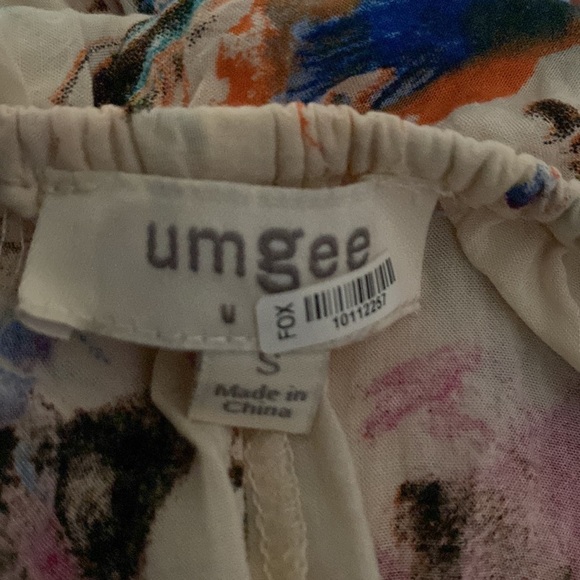 umgee
U
FOX
10112257
S
Made in
China